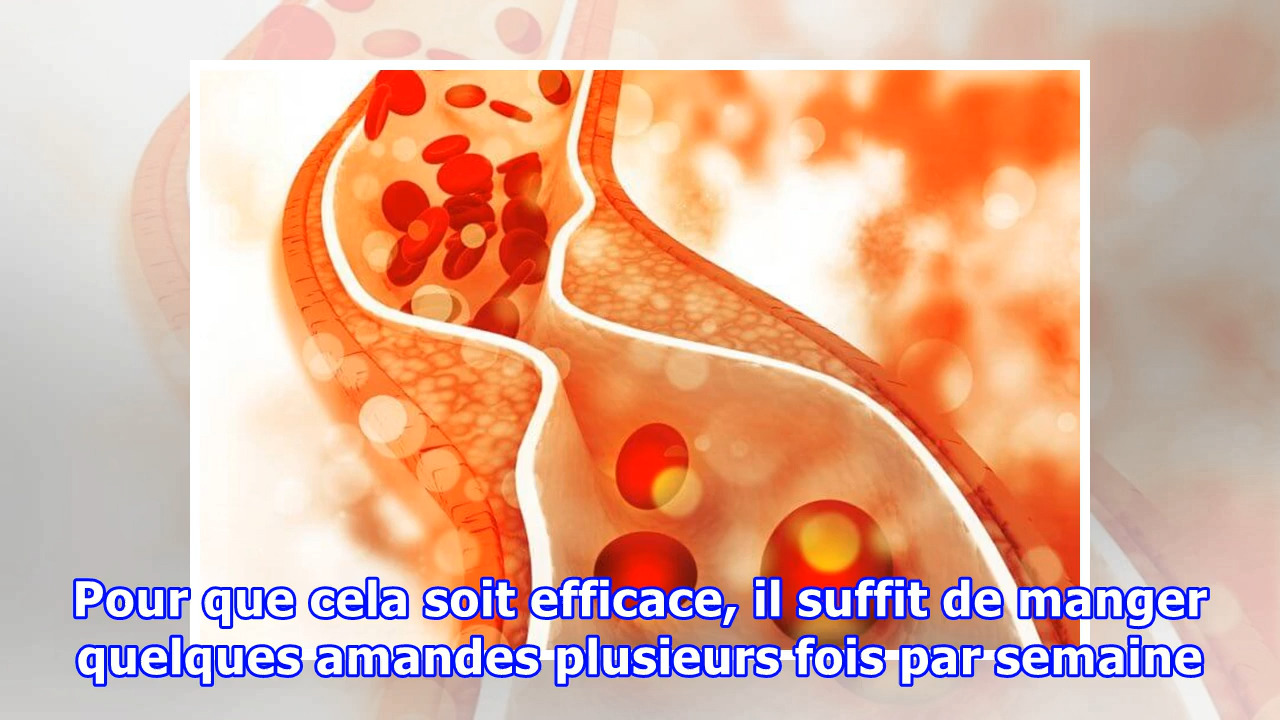 Pour que cela soit efficace, il suffit de manger
quelques amandes plusieurs fois par semaine